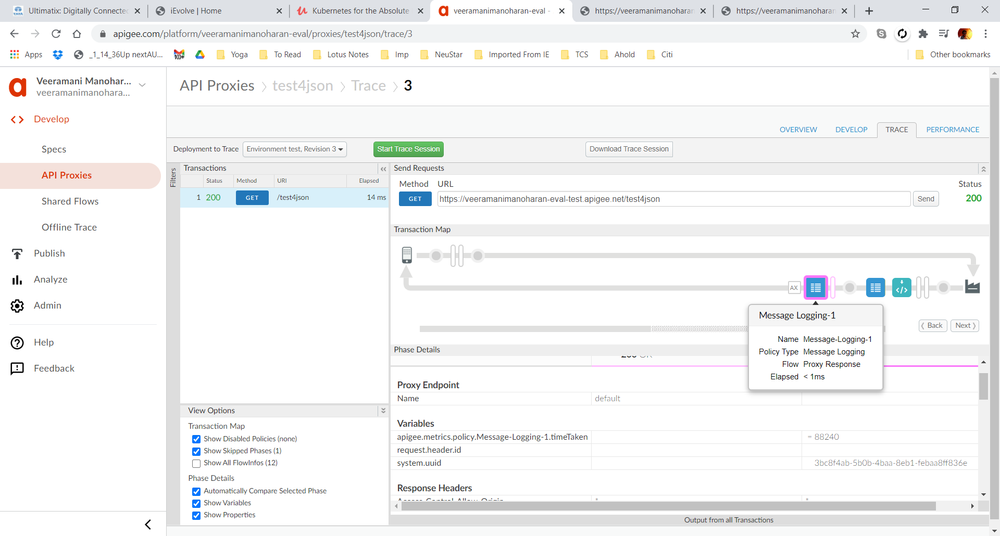 Ultimatix: Digitally Connected
iEvolve | Home
Kubernetes for the Absolute
veeramanimanoharan-eval -
https://veeramanimanoharan
https://veeramanimanoharan
apigee.com/platform/veeramanimanoharan-eval/proxies/test4json/trace/3
Apps
_1_14_36Up nextAU...
100+
Yoga
To Read
Lotus Notes
Imp
NeuStar
Imported From IE
TCS
Ahold
Citi
Other bookmarks
Veeramani Manohar...
veeramanimanohara...
API Proxies > test4json > Trace > 3
Develop
Specs
API Proxies
Shared Flows
Offline Trace
Publish
Analyze
Admin
Help
Feedback
OVERVIEW DEVELOP TRACE PERFORMANCE
Deployment to Trace Environment test, Revision 3 Start Trace Session Download Trace Session
Filters
Transactions
Status Method URI Elapsed
1 200 GET /test4json 14 ms
Send Requests
Method URL Status
GET https://veeramanimanoharan-eval-test.apigee.net/test4json Send 200
Transaction Map
AX
Message Logging-1
Name Message-Logging-1
Policy Type Message Logging
Flow Proxy Response
Elapsed < 1ms
Back Next
Phase Details
200 OK
Proxy Endpoint
Name default
Variables
apigee.metrics.policy.Message-Logging-1.timeTaken = 88240
request.header.id
system.uuid 3bc8f4ab-5b0b-4baa-8eb1-febaa8ff836e
Response Headers
Access-Control-Allow-Origin * *
Output from all Transactions
View Options
Transaction Map
Show Disabled Policies (none)
Show Skipped Phases (1)
Show All FlowInfos (12)
Phase Details
Automatically Compare Selected Phase
Show Variables
Show Properties